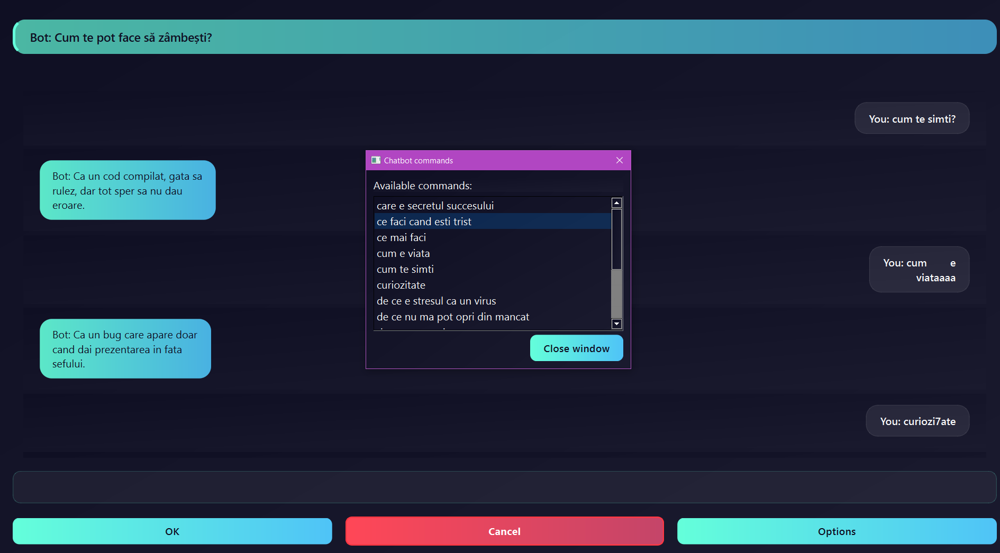 Bot: Cum te pot face să zâmbești?
You: cum te simti?
Bot: Ca un cod compilat, gata sa
rulez, dar tot sper sa nu dau
eroare.
You: cum e
viataaaa
Bot: Ca un bug care apare doar
cand dai prezentarea in fata
sefului.
You: curiozi7ate
Chatbot commands
Available commands:
care e secretul succesului
ce faci cand esti trist
ce mai faci
cum e viata
cum te simti
curiozitate
de ce e stresul ca un virus
de ce nu ma pot opri din mancat
Close window
OK
Cancel
Options